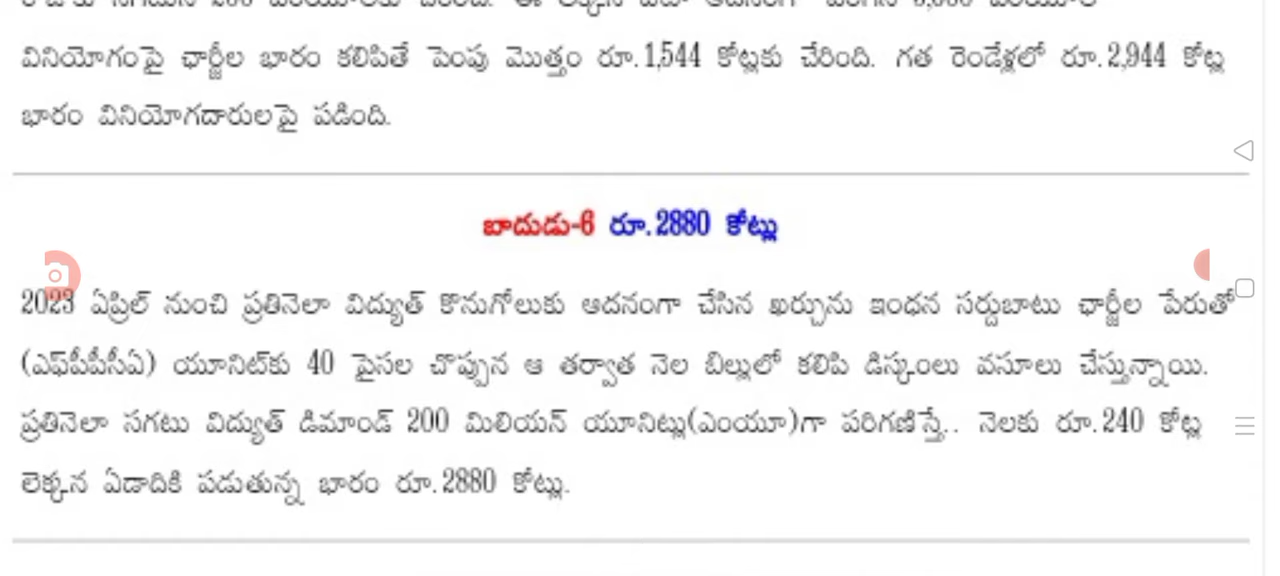 వినియోగంపై ఛార్జీల భారం కలిపితే పెంపు మొత్తం రూ.1,544 కోట్లకు చేరింది. గత రెండేళ్లలో రూ.2,944 కోట్ల
భారం వినియోగదారులపై పడింది.
బాదుడు-6 రూ.2880 కోట్లు
2023 ఏప్రిల్ నుంచి ప్రతినెలా విద్యుత్ కొనుగోలుకు ఆదనంగా చేసిన ఖర్చును ఇంధన సర్దుబాటు ఛార్జీల పేరుతో
(ఎఫ్‌పీపీసీఏ) యూనిట్‌కు 40 పైసల చొప్పున ఆ తర్వాత నెల బిల్లులో కలిపి డిస్కంలు వసూలు చేస్తున్నాయి.
ప్రతినెలా సగటు విద్యుత్ డిమాండ్ 200 మిలియన్ యూనిట్లు(ఎంయూ)గా పరిగణిస్తే.. నెలకు రూ.240 కోట్ల
లెక్కన ఏడాదికి పడుతున్న భారం రూ.2880 కోట్లు.